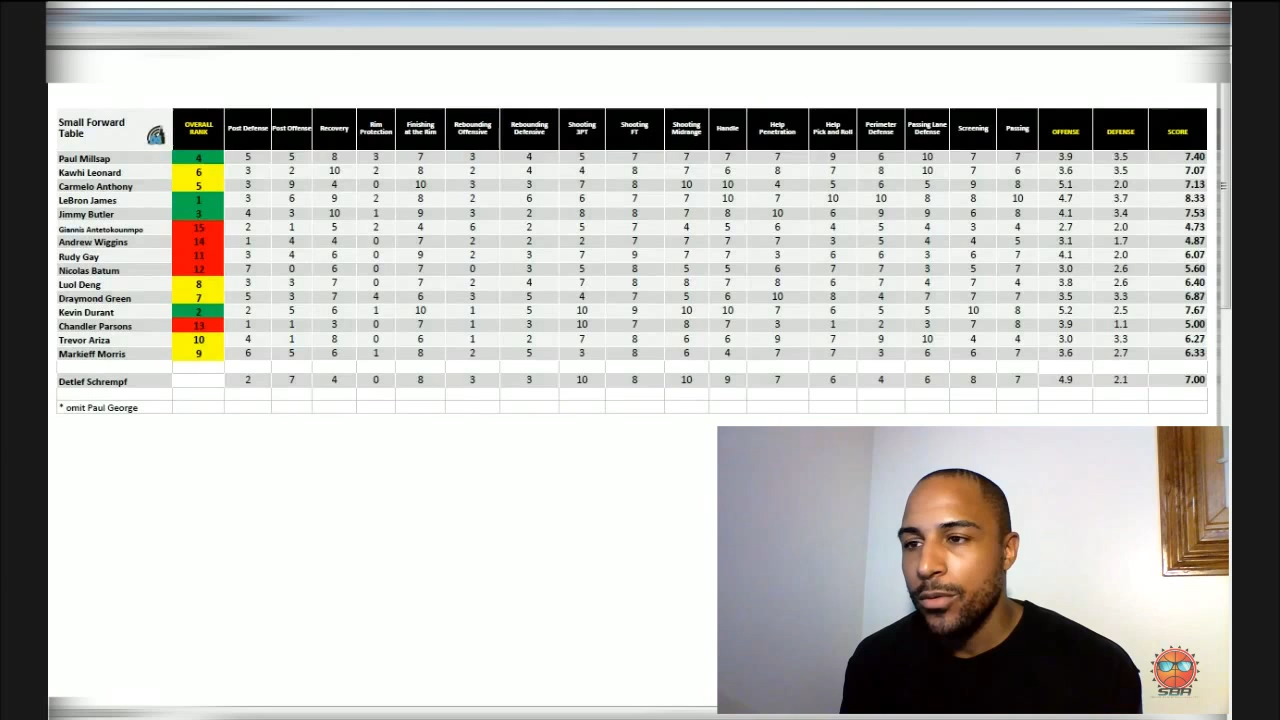 Small Forward Table OVERALL RANK Post Defense Post Offense Recovery Rim Protection Finishing at the Rim Rebounding Offensive Rebounding Defensive Shooting 3PT Shooting FT Shooting Midrange Handle Help Penetration Help Pick and Roll Perimeter Defense Passing Lane Defense Screening Passing OFFENSE DEFENSE SCORE
Paul Millsap 4 5 5 8 3 7 3 4 5 7 7 7 7 9 6 10 7 7 3.9 3.5 7.40
Kawhi Leonard 6 3 2 10 2 8 2 4 4 8 7 6 8 7 8 10 7 6 3.6 3.5 7.07
Carmelo Anthony 5 3 9 4 0 10 3 3 7 8 10 10 4 5 6 5 9 8 5.1 2.0 7.13
LeBron James 1 3 6 9 2 8 2 6 6 7 7 10 7 10 10 8 8 10 4.7 3.7 8.33
Jimmy Butler 3 4 3 10 1 9 3 2 8 8 7 8 10 6 9 9 6 8 4.1 3.4 7.53
Giannis Antetokounmpo 15 2 1 5 2 4 6 2 5 7 4 5 6 4 5 4 3 4 2.7 2.0 4.73
Andrew Wiggins 14 1 4 4 0 7 2 2 2 7 7 7 7 3 5 4 4 5 3.1 1.7 4.87
Rudy Gay 11 3 4 6 0 9 2 3 7 9 7 7 3 6 6 3 6 7 4.1 2.0 6.07
Nicolas Batum 12 7 0 6 0 7 0 3 5 8 5 5 6 7 7 3 5 7 3.0 2.6 5.60
Luol Deng 8 3 3 7 0 7 2 4 7 8 8 7 8 6 7 4 7 4 3.8 2.6 6.40
Draymond Green 7 5 3 7 4 6 3 5 4 7 5 6 10 8 4 7 7 7 3.5 3.3 6.87
Kevin Durant 2 2 5 6 1 10 1 5 10 9 10 10 7 6 5 5 10 8 5.2 2.5 7.67
Chandler Parsons 13 1 1 3 0 7 1 3 10 7 8 7 3 1 2 3 7 8 3.9 1.1 5.00
Trevor Ariza 10 4 1 8 0 6 1 2 7 8 6 6 9 7 9 10 4 4 3.0 3.3 6.27
Markieff Morris 9 6 5 6 1 8 2 5 3 8 6 4 7 7 3 6 6 7 3.6 2.7 6.33
Detlef Schrempf 2 7 4 0 8 3 3 10 8 10 9 7 6 4 6 8 7 4.9 2.1 7.00
* omit Paul George
SBA